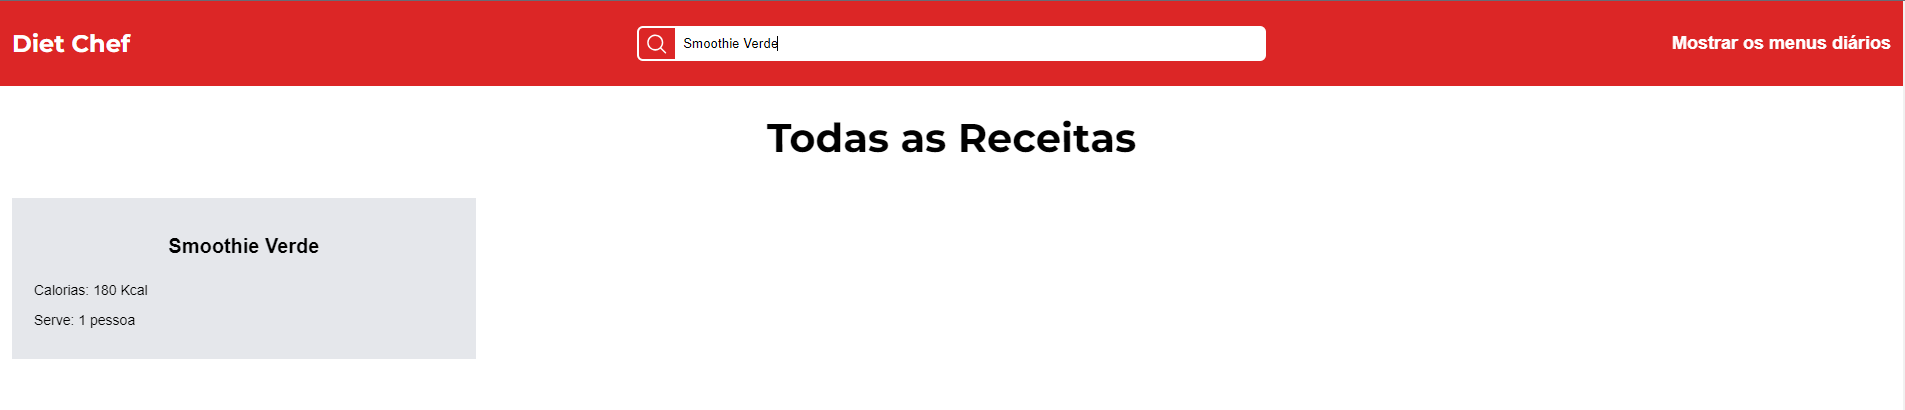 Diet Chef
Smoothie Verde
Mostrar os menus diários
Todas as Receitas
Smoothie Verde
Calorias: 180 Kcal
Serve: 1 pessoa